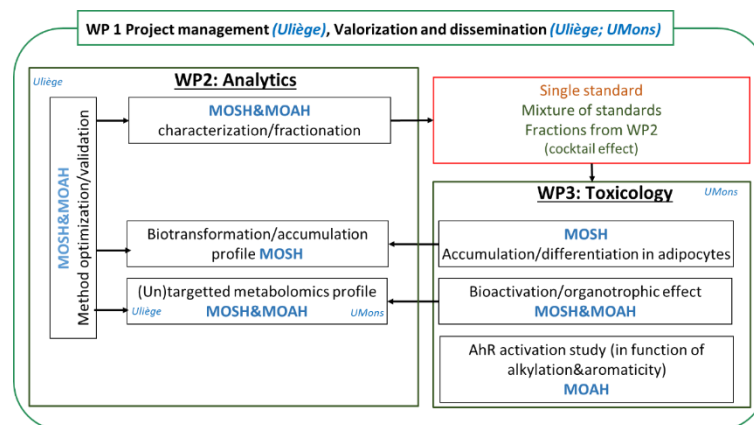 WP 1 Project management (Uliège), Valorization and dissemination (Uliège; UMons)
Uliège
WP2: Analytics
MOSH&MOAH
Method optimization/validation
MOSH&MOAH
characterization/fractionation
Biotransformation/accumulation
profile MOSH
(Un)targetted metabolomics profile
MOSH&MOAH
Uliège
UMons
Single standard
Mixture of standards
Fractions from WP2
(cocktail effect)
WP3: Toxicology
UMons
MOSH
Accumulation/differentiation in adipocytes
Bioactivation/organotrophic effect
MOSH&MOAH
AhR activation study (in function of
alkylation&aromaticity)
MOAH